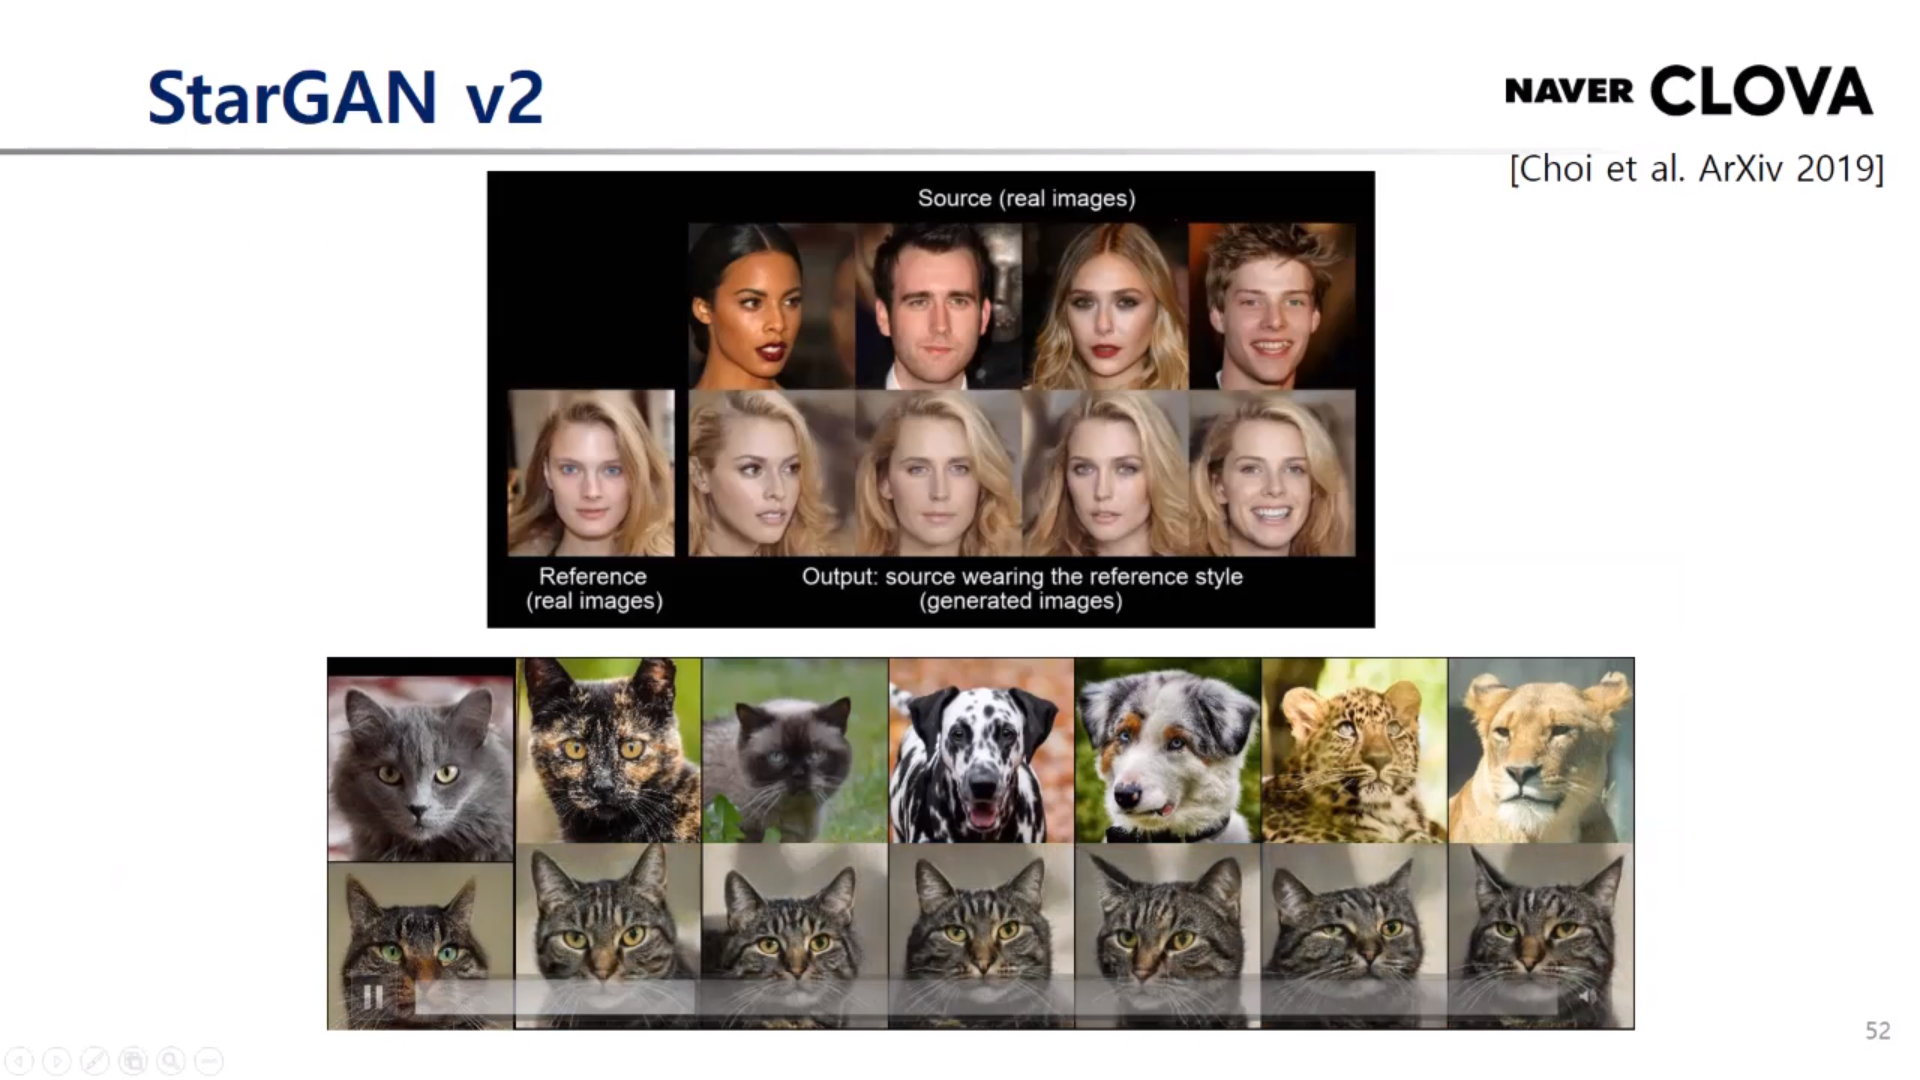 StarGAN v2
NAVER CLOVA
[Choi et al. ArXiv 2019]
Source (real images)
Reference
(real images)
Output: source wearing the reference style
(generated images)
52